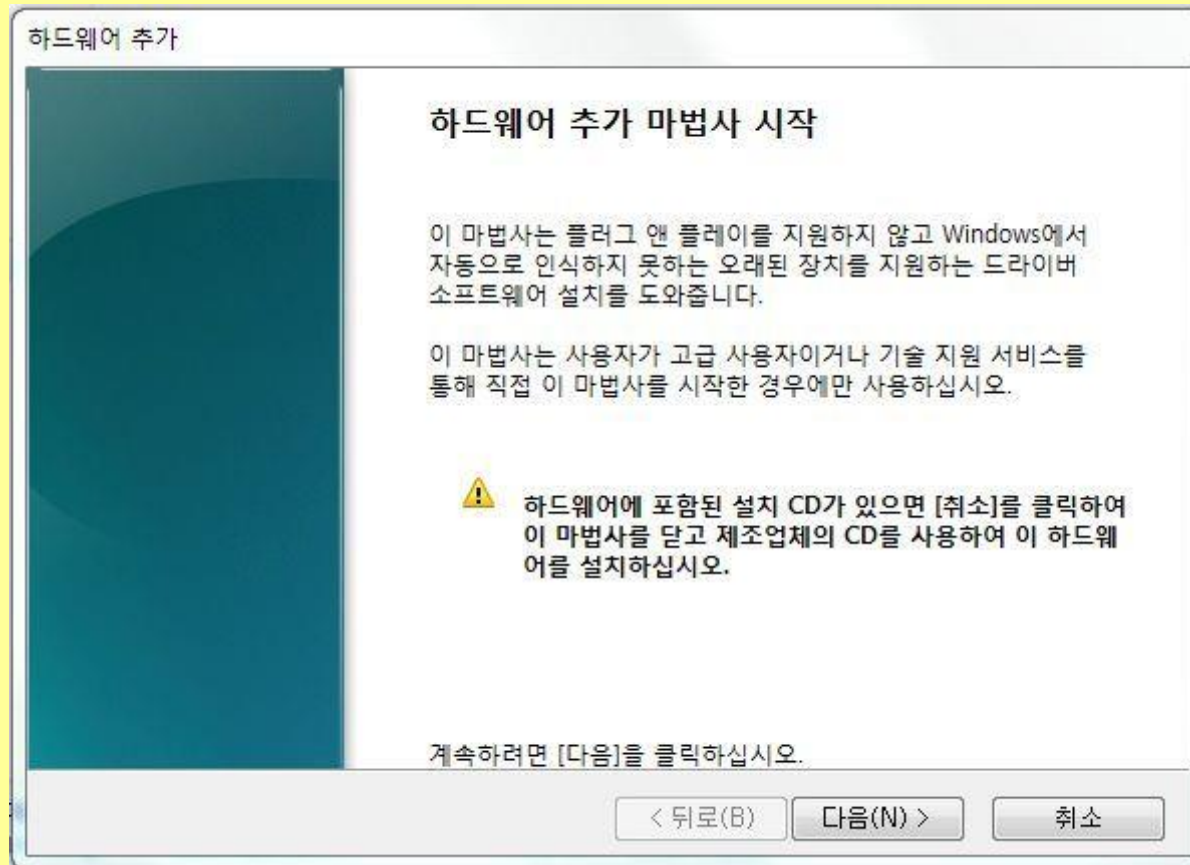 하드웨어 추가
하드웨어 추가 마법사 시작
이 마법사는 플러그 앤 플레이를 지원하지 않고 Windows에서
자동으로 인식하지 못하는 오래된 장치를 지원하는 드라이버
소프트웨어 설치를 도와줍니다.
이 마법사는 사용자가 고급 사용자이거나 기술 지원 서비스를
통해 직접 이 마법사를 시작한 경우에만 사용하십시오.
하드웨어에 포함된 설치 CD가 있으면 [취소]를 클릭하여
이 마법사를 닫고 제조업체의 CD를 사용하여 이 하드웨
어를 설치하십시오.
계속하려면 [다음]을 클릭하십시오.
< 뒤로(B) 다음(N) > 취소